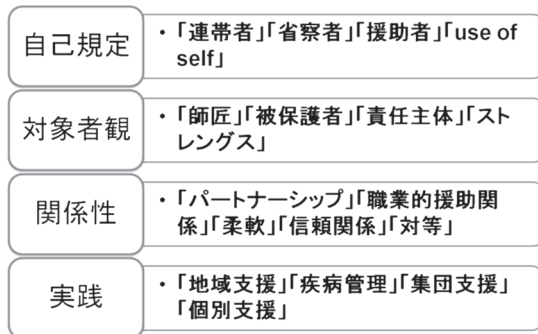 自己規定
・「連帯者」「省察者」「援助者」「use of
self」
対象者観
・「師匠」「被保護者」「責任主体」「スト
レングス」
関係性
・「パートナーシップ」「職業的援助関
係」「柔軟」「信頼関係」「対等」
実践
・「地域支援」「疾病管理」「集団支援」
「個別支援」